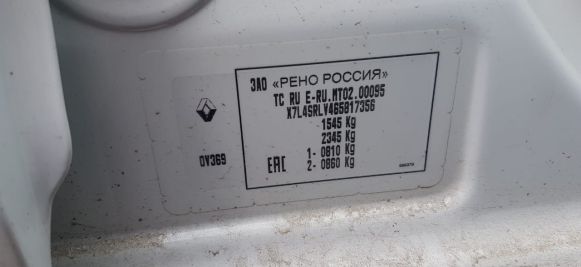 ЗАО «РЕНО РОССИЯ»
TC RU E-RU.MT02.00095
X7L4SRLV465817356
1545 Kg
2345 Kg
1- 0810 Kg
2- 0860 Kg
EAC
DV369